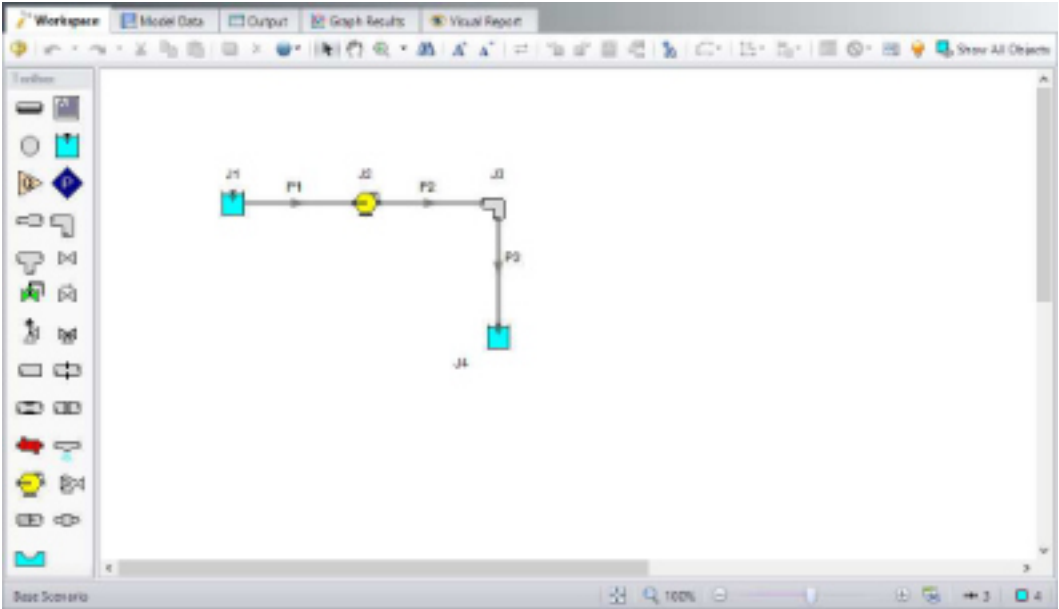 Workspace Model Data Output Graph Results Visual Report
Show All Objects
Toolbox
J1 P1 J2 P2 J3
P3
J4
Base Scenario 100% 3 4